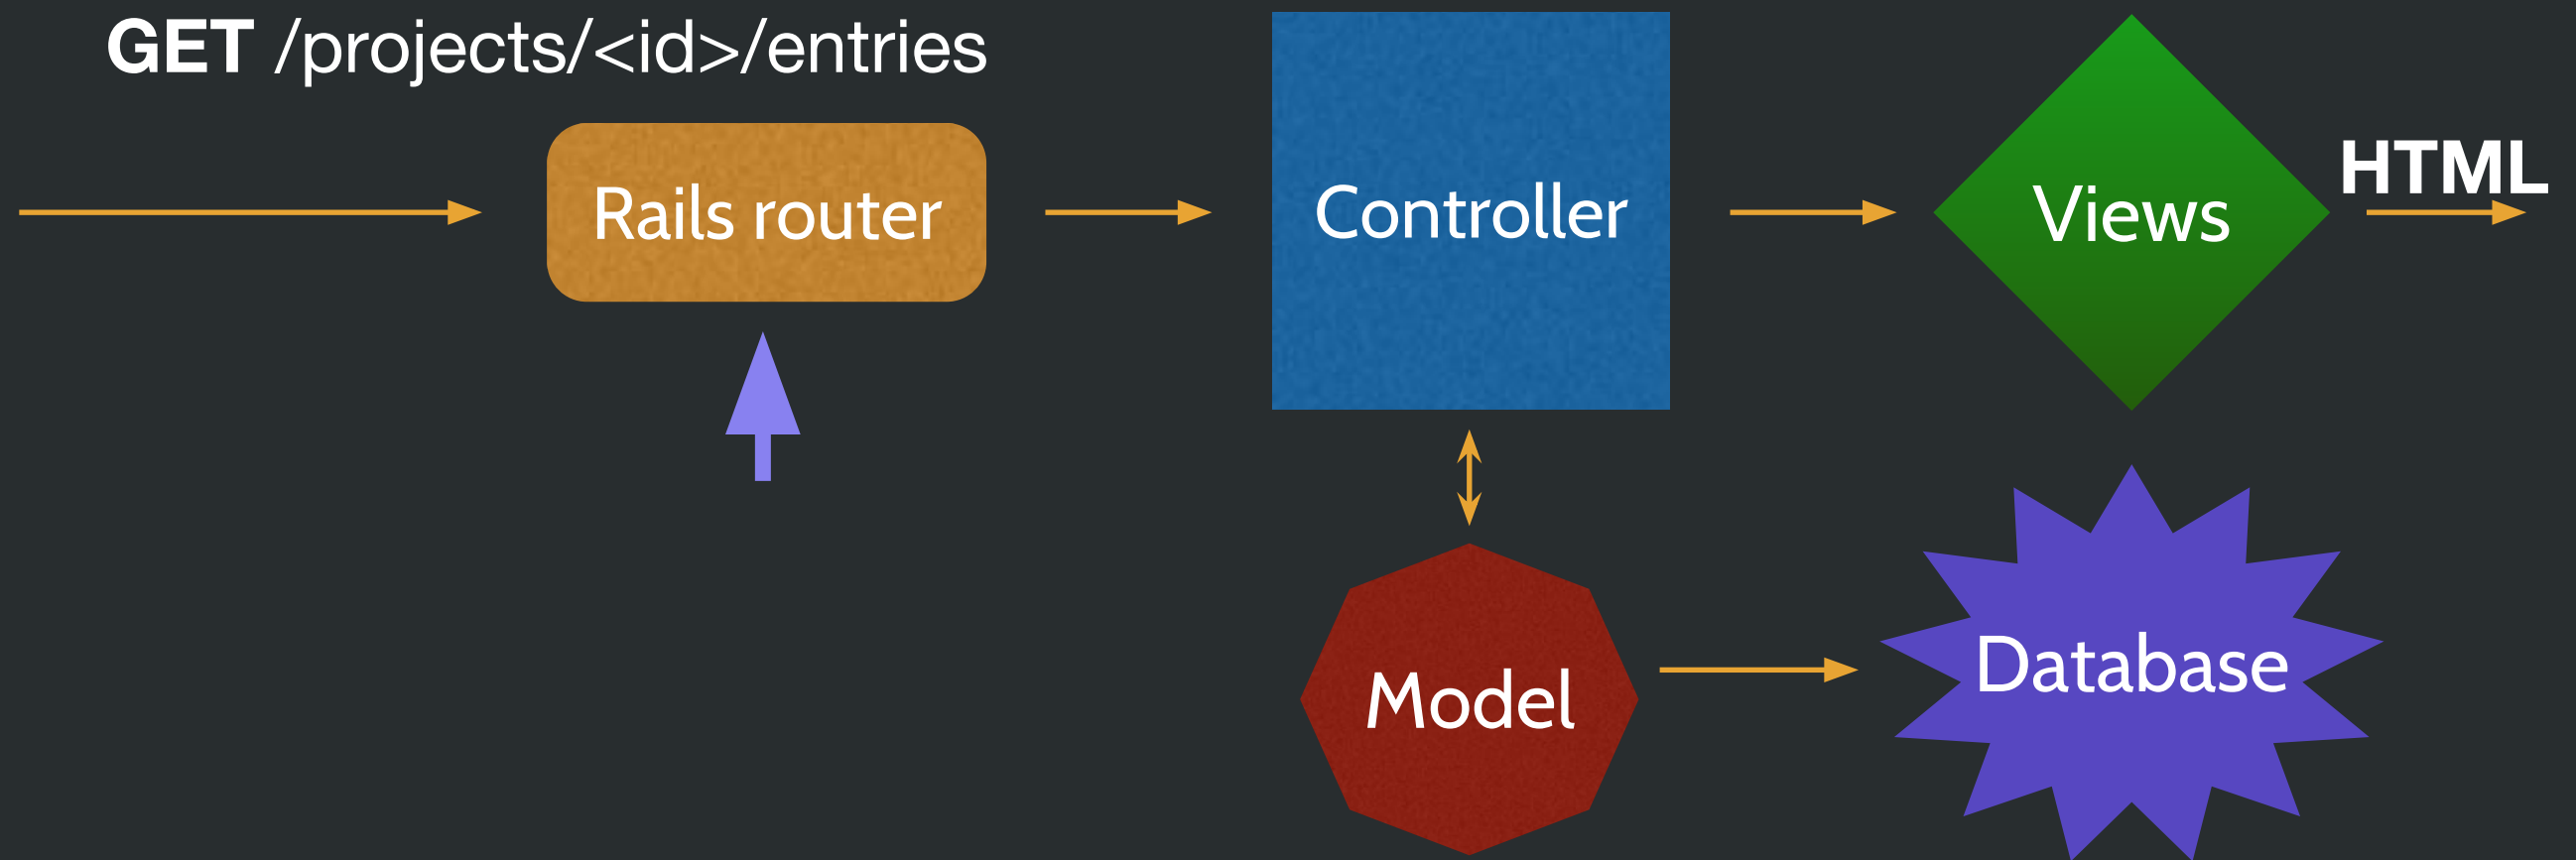 GET /projects/<id>/entries
Rails router
Controller
Views
HTML
Model
Database